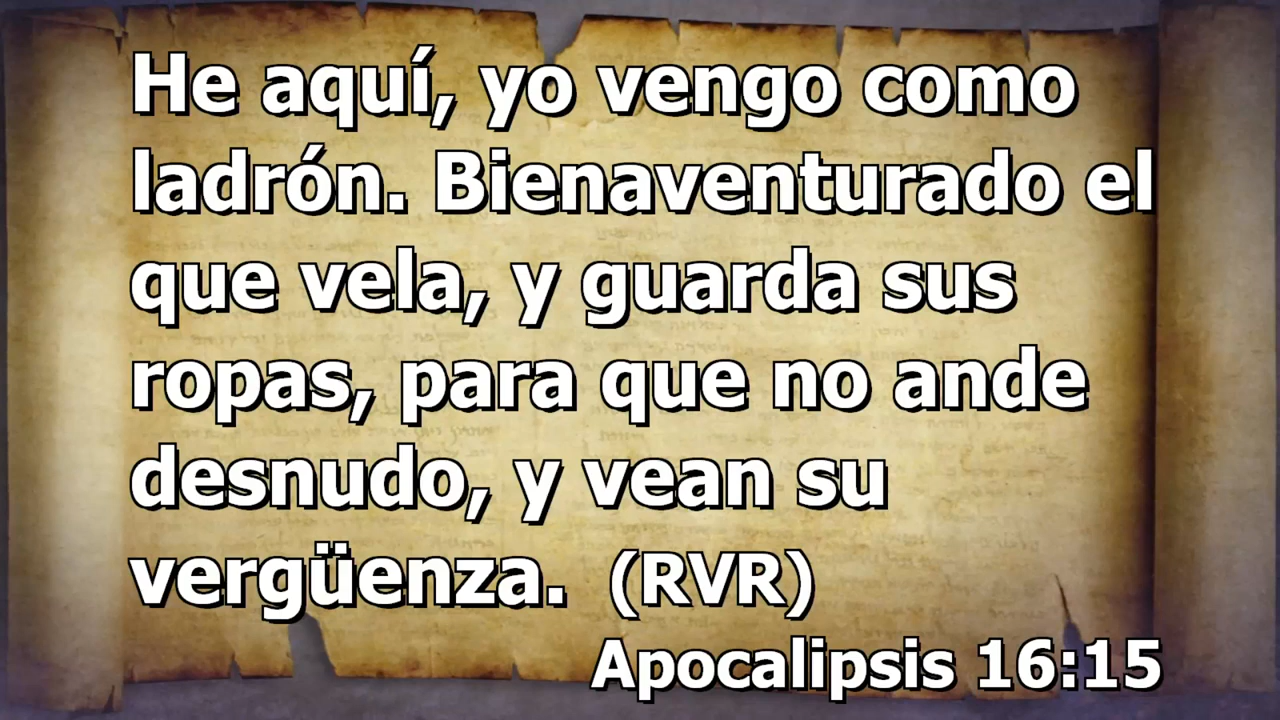 He aquí, yo vengo como
ladrón. Bienaventurado el
que vela, y guarda sus
ropas, para que no ande
desnudo, y vean su
vergüenza.  (RVR)
Apocalipsis 16:15